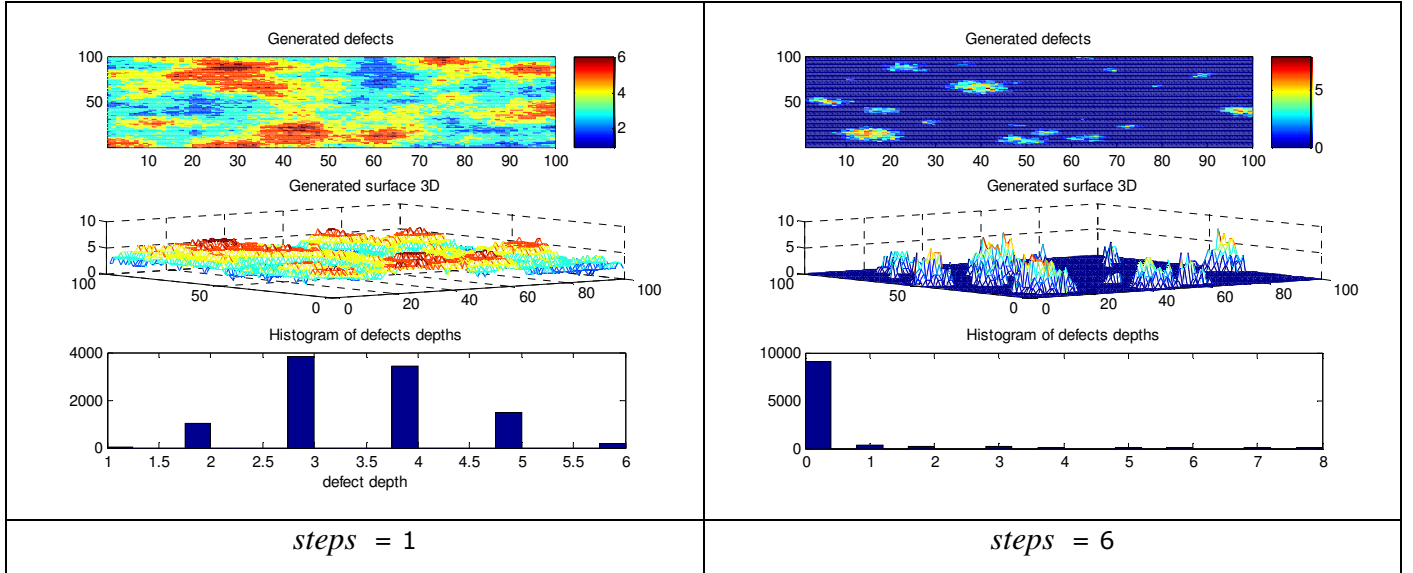 Generated defects
100
50
10 20 30 40 50 60 70 80 90 100
6
4
2
Generated surface 3D
10
5
0
100
50
0 0
20
40
60
80
100
Histogram of defects depths
4000
2000
0
1 1.5 2 2.5 3 3.5 4 4.5 5 5.5 6
defect depth
steps = 1
Generated defects
100
50
10 20 30 40 50 60 70 80 90 100
5
0
Generated surface 3D
10
5
0
100
50
0 0
20
40
60
80
100
Histogram of defects depths
10000
5000
0
0 1 2 3 4 5 6 7 8
steps = 6